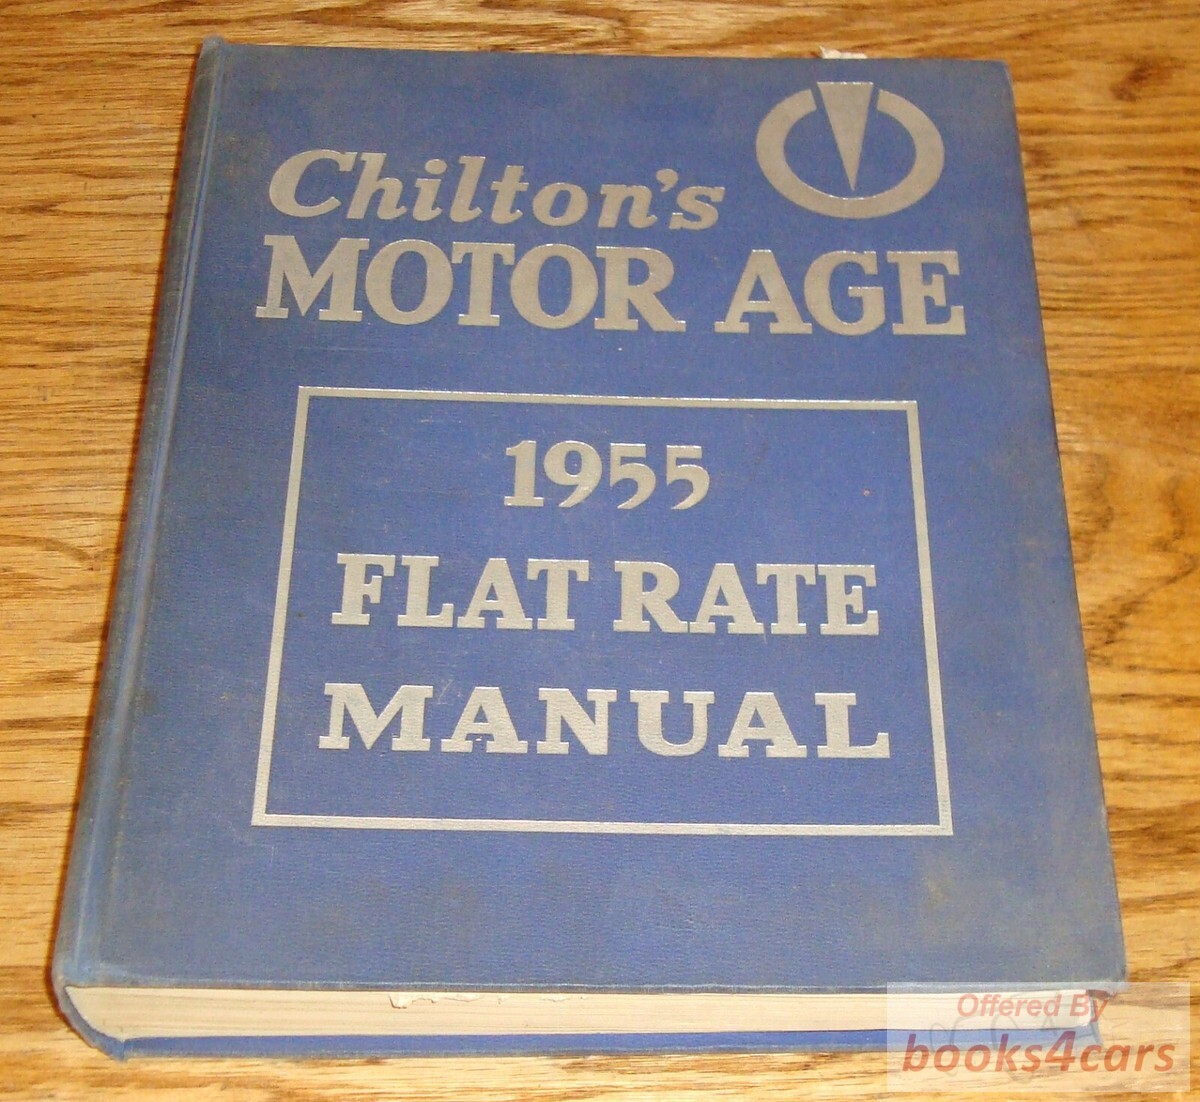 Chilton's
MOTOR AGE
1955
FLAT RATE
MANUAL
Offered By
books4cars